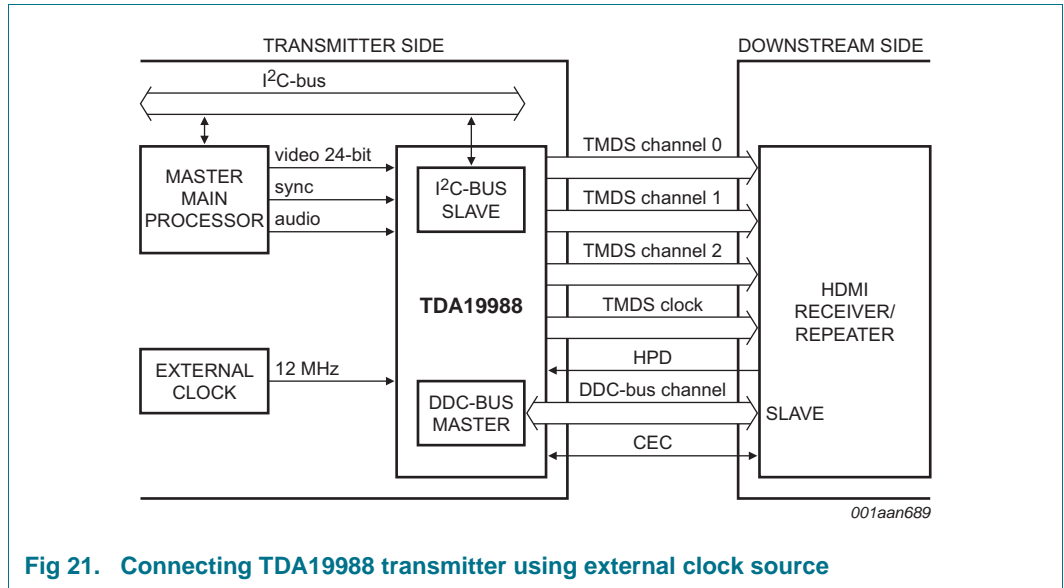 TRANSMITTER SIDE
DOWNSTREAM SIDE
I2C-bus
MASTER
MAIN
PROCESSOR
video 24-bit
sync
audio
I2C-BUS
SLAVE
TDA19988
EXTERNAL
CLOCK
12 MHz
DDC-BUS
MASTER
TMDS channel 0
TMDS channel 1
TMDS channel 2
TMDS clock
HPD
DDC-bus channel
CEC
HDMI
RECEIVER/
REPEATER
SLAVE
001aan689
Fig 21. Connecting TDA19988 transmitter using external clock source